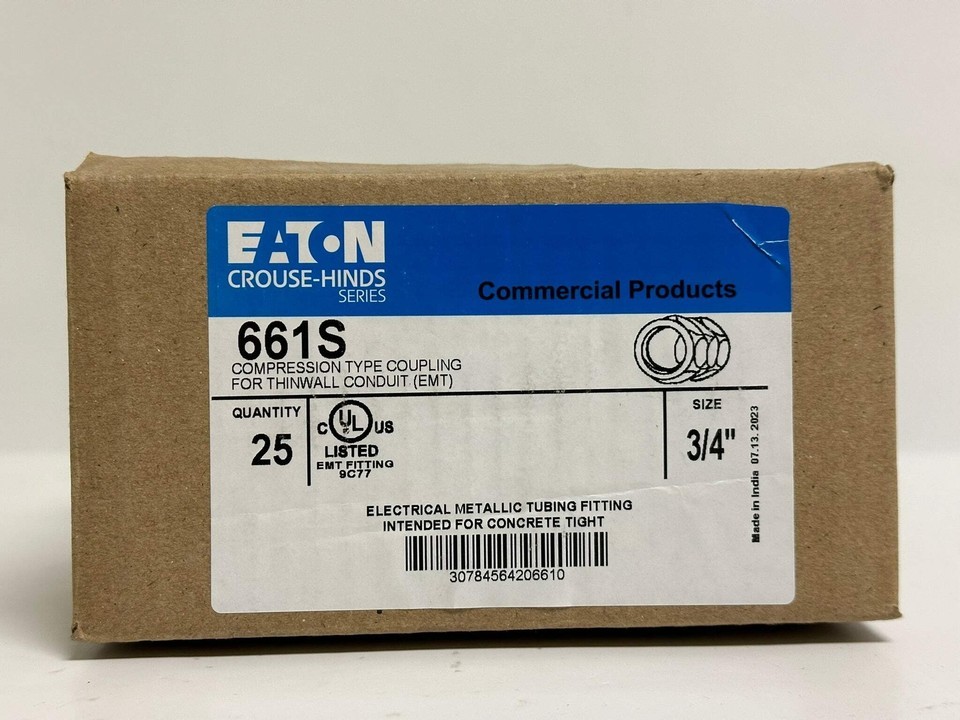 EATON
CROUSE-HINDS
SERIES
Commercial Products
661S
COMPRESSION TYPE COUPLING
FOR THINWALL CONDUIT (EMT)
QUANTITY
25
C UL US
LISTED
EMT FITTING
9C77
SIZE
3/4"
Made in India 07.13.2023
ELECTRICAL METALLIC TUBING FITTING
INTENDED FOR CONCRETE TIGHT
30784564206610